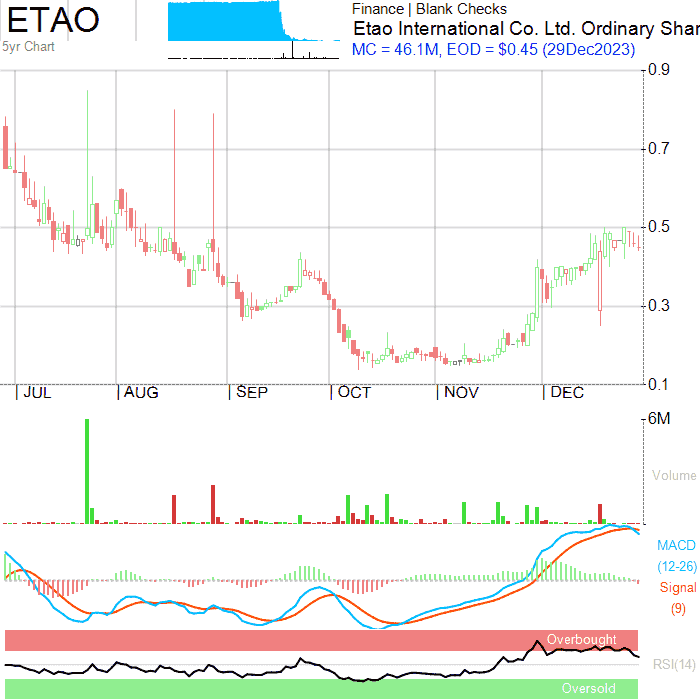 ETAO
5yr Chart
Finance | Blank Checks
Etao International Co. Ltd. Ordinary Shar
MC = 46.1M, EOD = $0.45 (29Dec2023)
0.9
0.7
0.5
0.3
0.1
JUL AUG SEP OCT NOV DEC
6M
Volume
MACD
(12-26)
Signal
(9)
Overbought
RSI(14)
Oversold